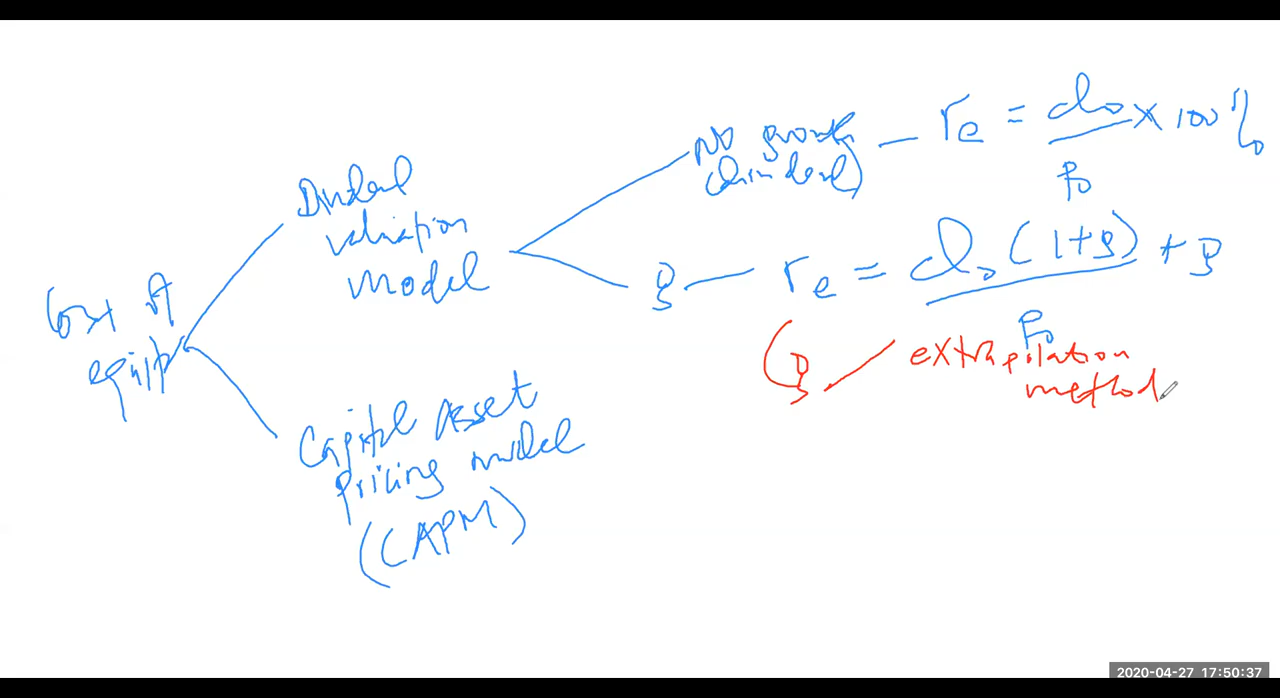 Cost of
equity
Dividend
valuation
model
No growth
(dividend)
re = do x 100%
Po
g
re = do (1+g) + g
Po
(g
extrapolation
method
Capital Asset
pricing model
(CAPM)
2020-04-27 17:50:37